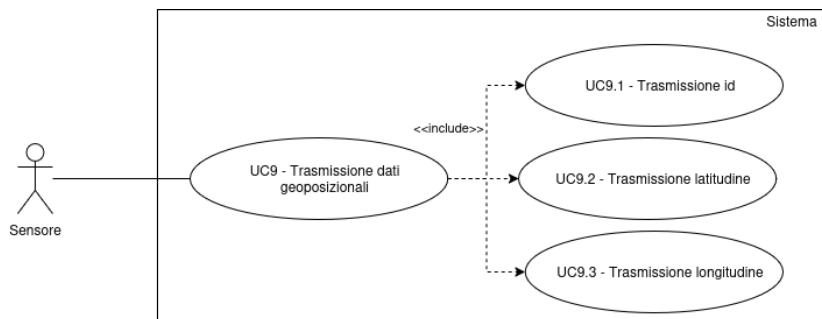 Sistema
UC9.1 - Trasmissione id
<<include>>
UC9 - Trasmissione dati
geoposizionali
UC9.2 - Trasmissione latitudine
Sensore
UC9.3 - Trasmissione longitudine